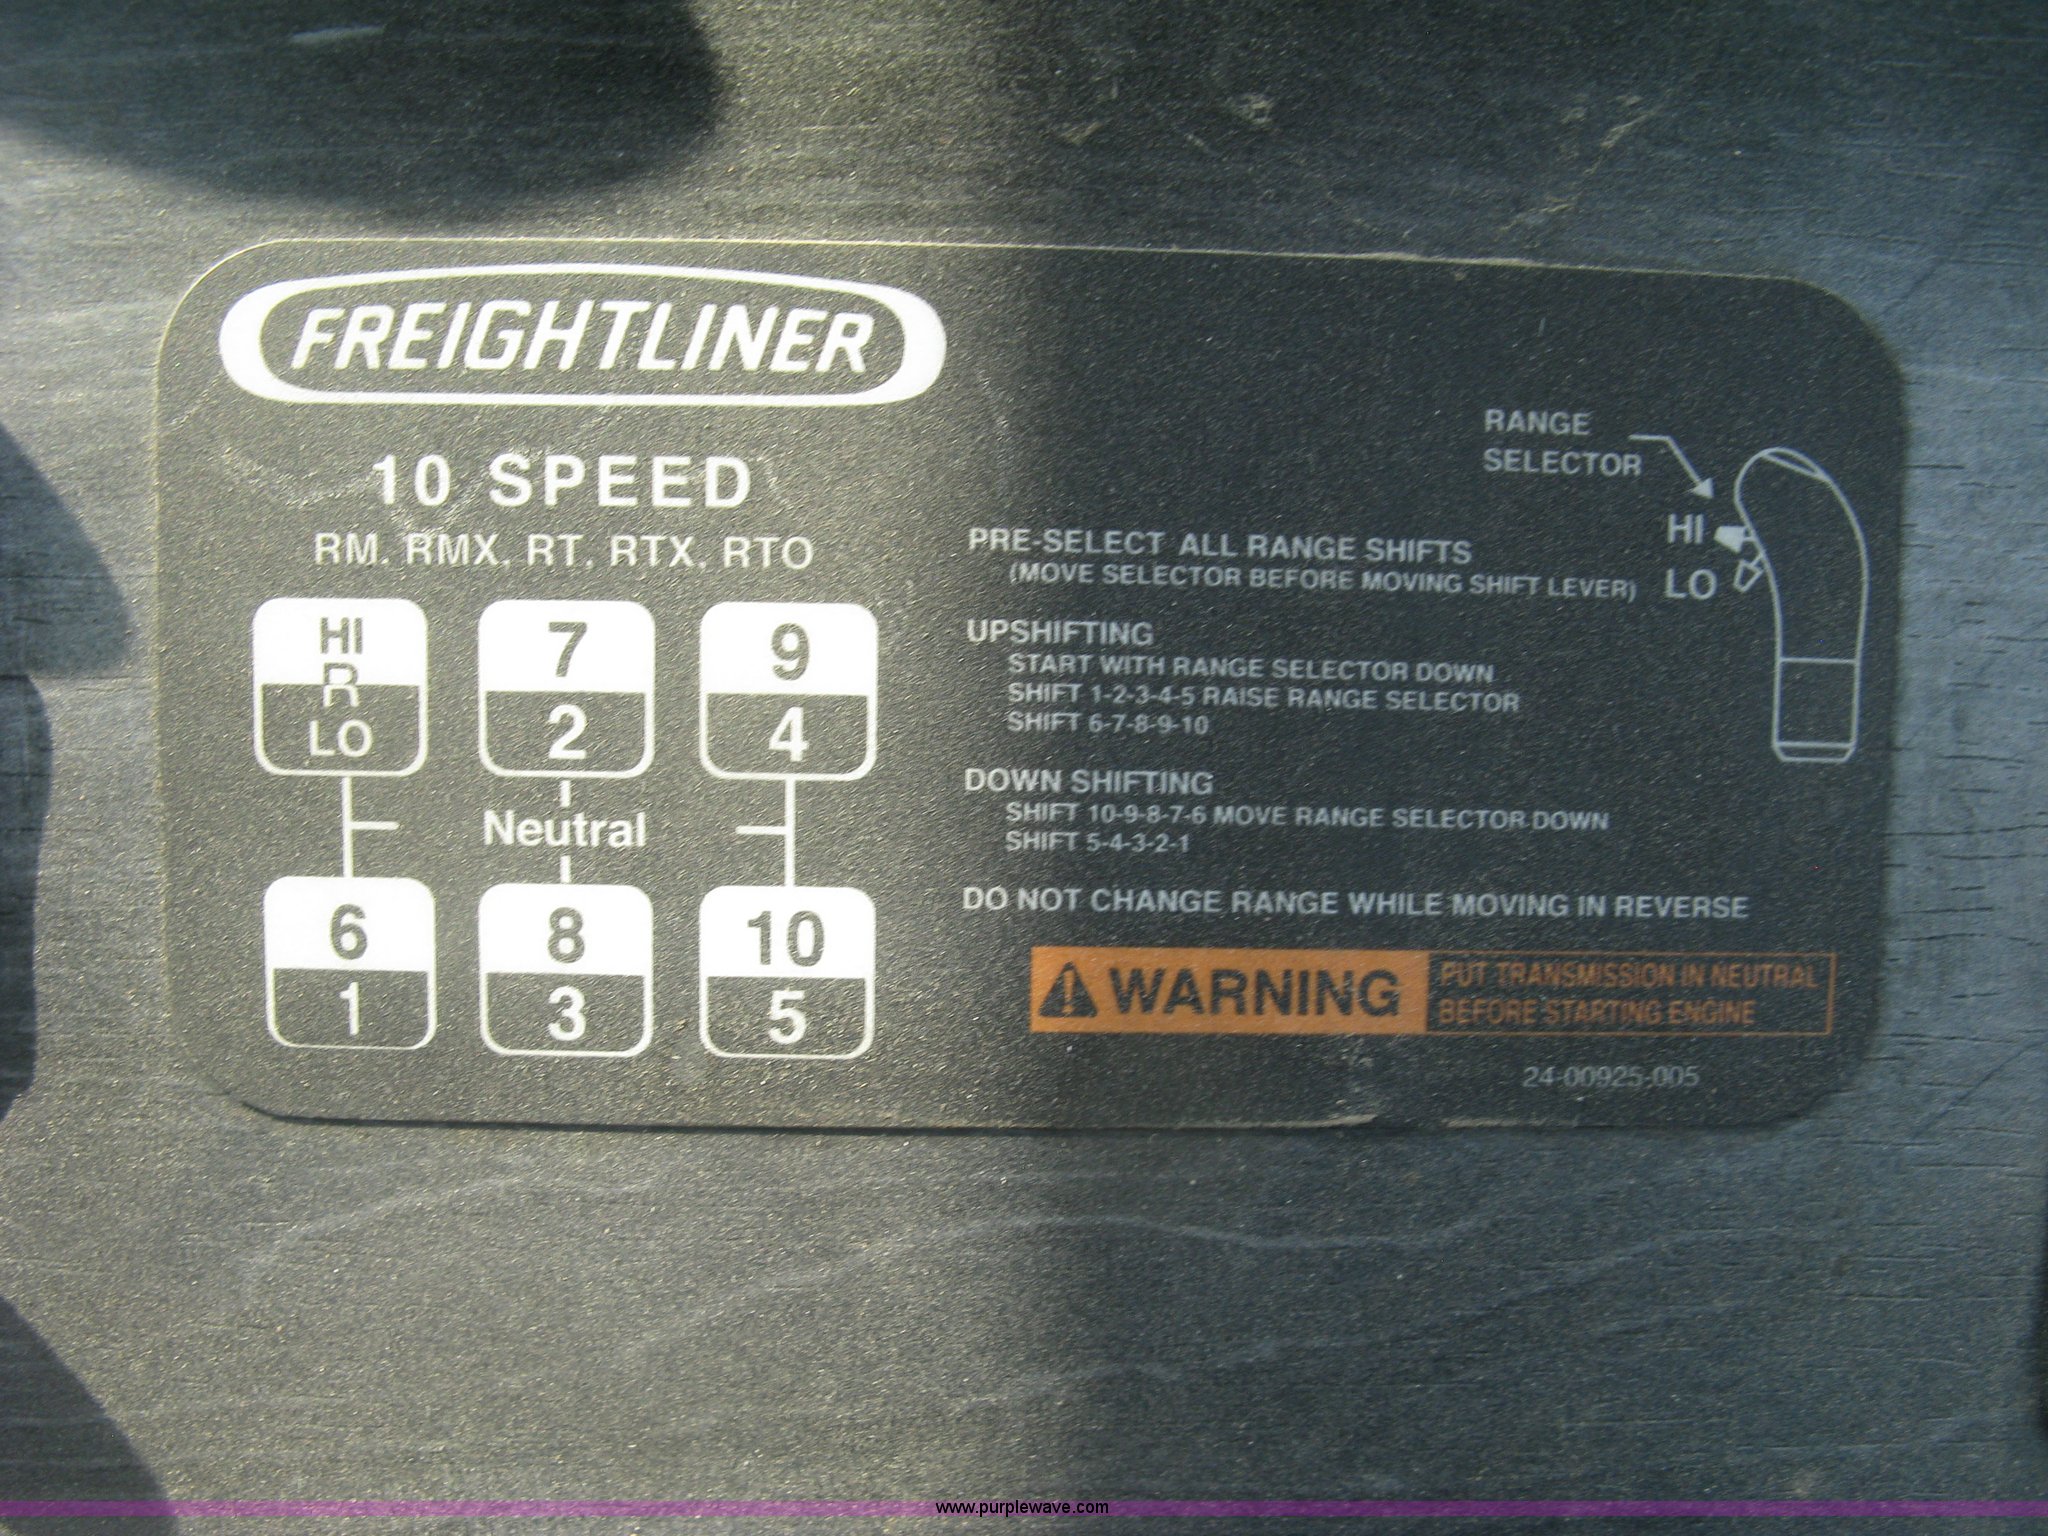 FREIGHTLINER
10 SPEED
RM. RMX, RT, RTX, RTO
HI
R
LO
7
2
9
4
Neutral
6
1
8
3
10
5
RANGE
SELECTOR
HI
LO
PRE-SELECT ALL RANGE SHIFTS
(MOVE SELECTOR BEFORE MOVING SHIFT LEVER)
UPSHIFTING
START WITH RANGE SELECTOR DOWN
SHIFT 1-2-3-4-5 RAISE RANGE SELECTOR
SHIFT 6-7-8-9-10
DOWN SHIFTING
SHIFT 10-9-8-7-6 MOVE RANGE SELECTOR DOWN
SHIFT 5-4-3-2-1
DO NOT CHANGE RANGE WHILE MOVING IN REVERSE
WARNING
PUT TRANSMISSION IN NEUTRAL
BEFORE STARTING ENGINE
24-00925-005
www.purplewave.com